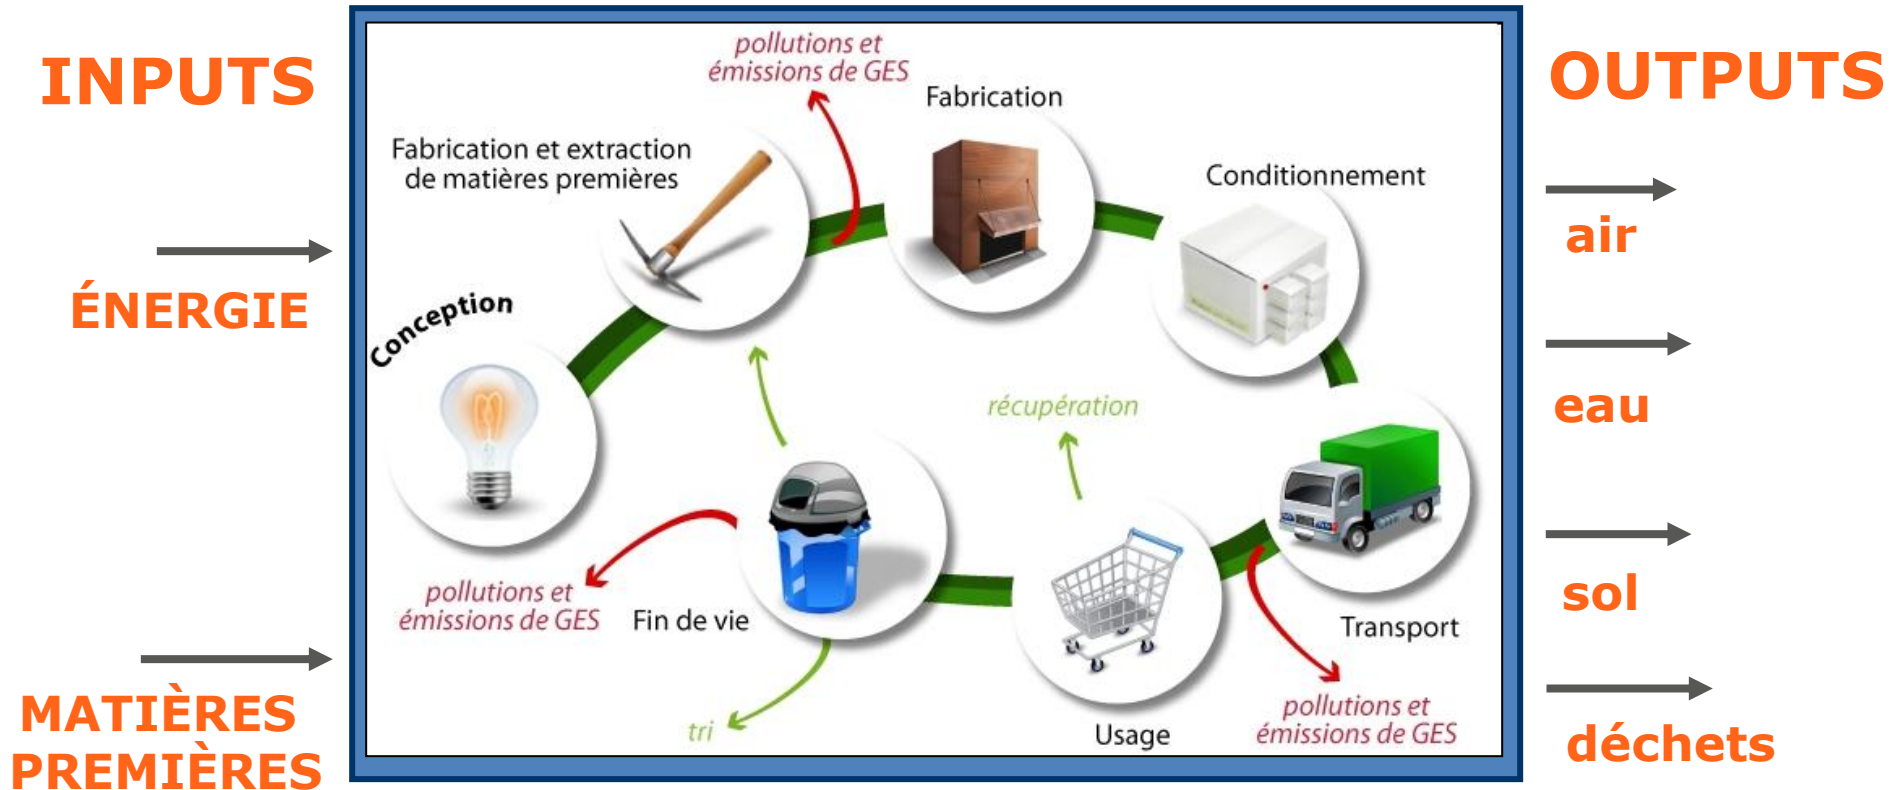 INPUTS
ÉNERGIE
MATIÈRES
PREMIÈRES
pollutions et
émissions de GES
Fabrication
Fabrication et extraction
de matières premières
Conditionnement
Conception
récupération
pollutions et
émissions de GES
Fin de vie
Transport
tri
Usage
pollutions et
émissions de GES
OUTPUTS
air
eau
sol
déchets